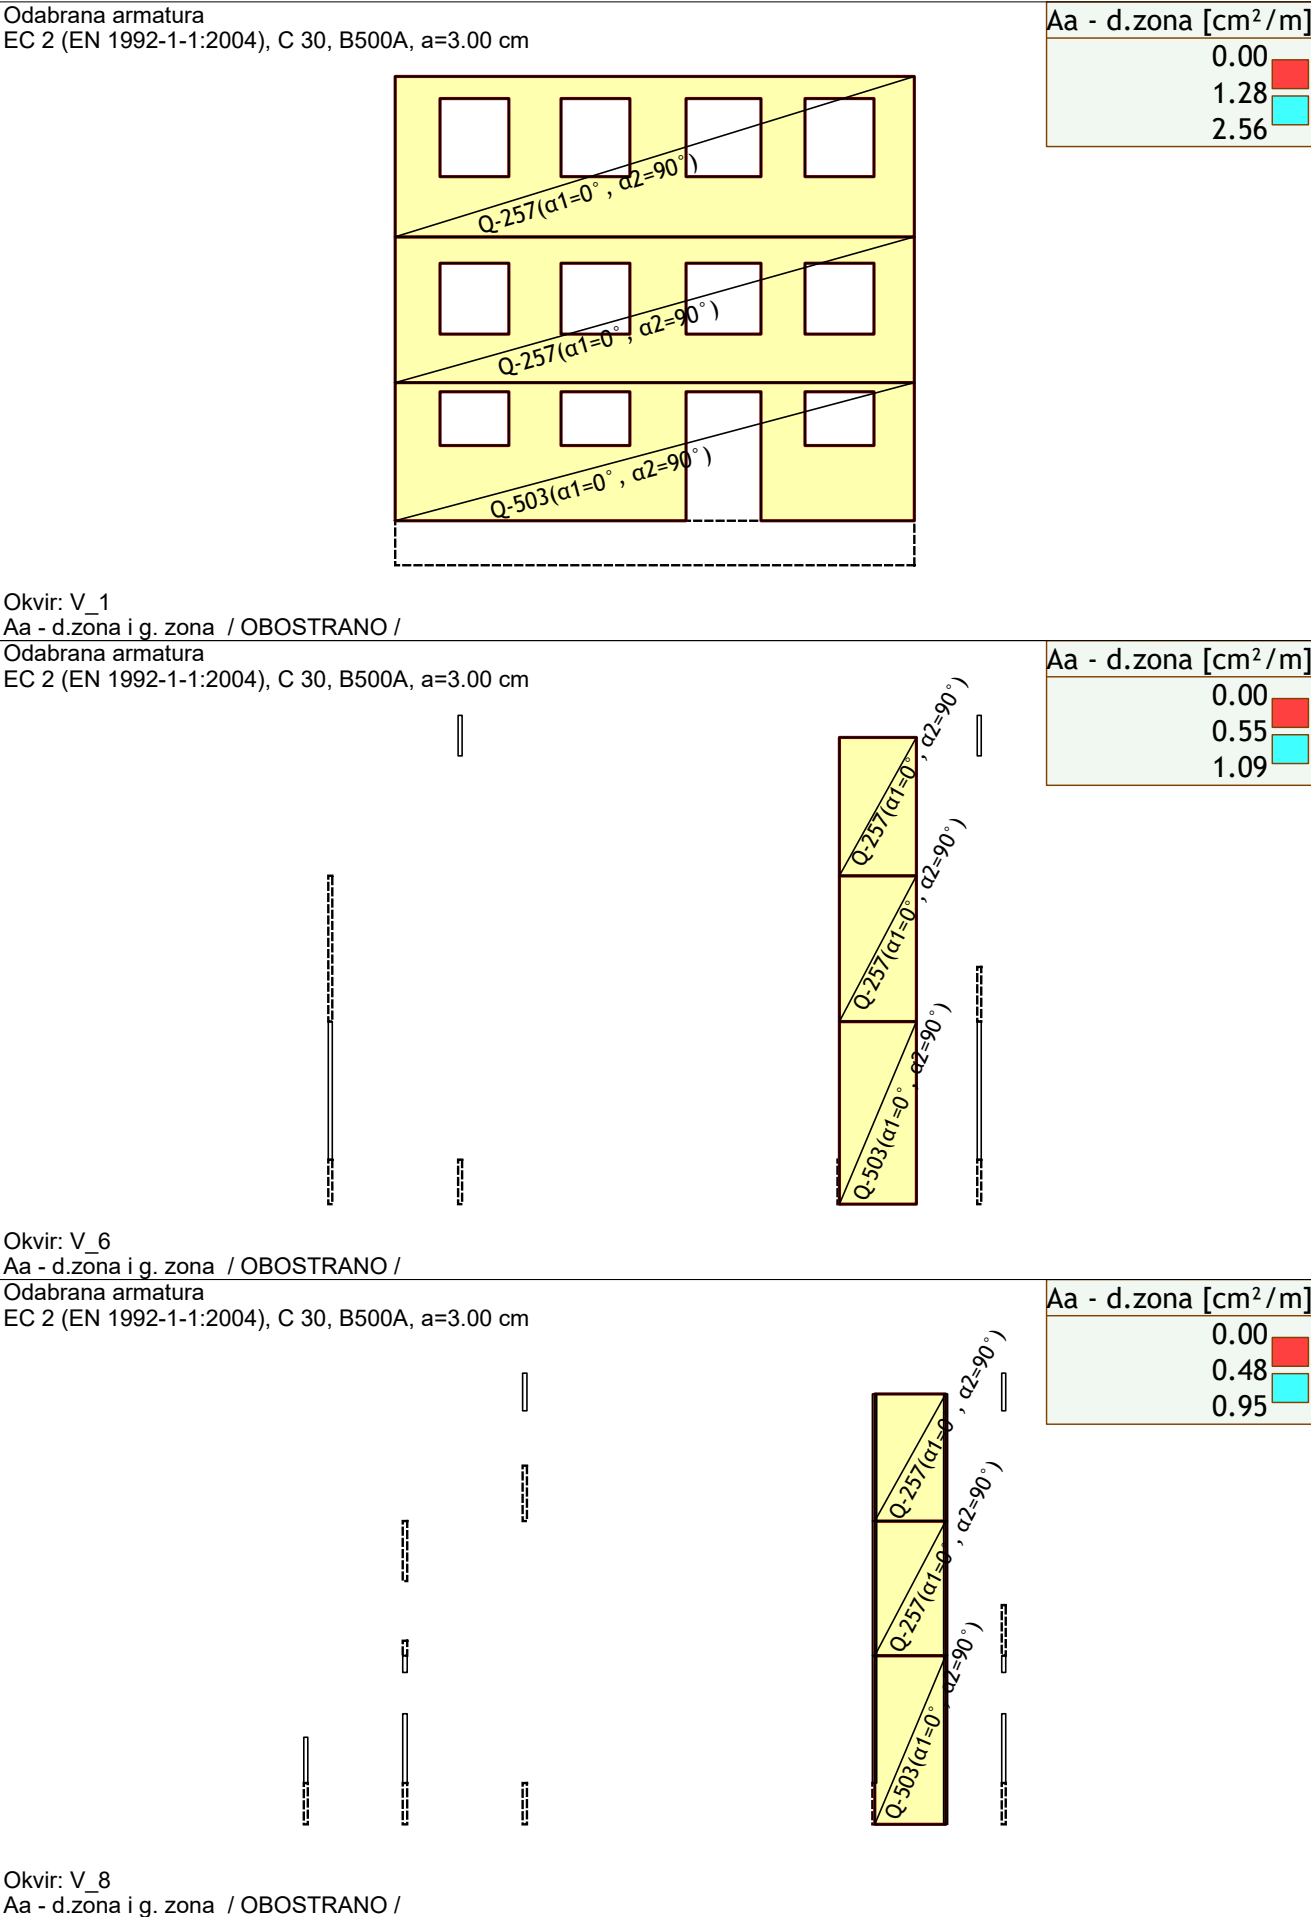 Odabrana armatura
EC 2 (EN 1992-1-1:2004), C 30, B500A, a=3.00 cm
Aa - d.zona [cm²/m]
0.00
1.28
2.56
Q-257(α1=0°, α2=90°)
Q-257(α1=0°, α2=90°)
Q-503(α1=0°, α2=90°)
Okvir: V_1
Aa - d.zona i g. zona / OBOSTRANO /
Odabrana armatura
EC 2 (EN 1992-1-1:2004), C 30, B500A, a=3.00 cm
Aa - d.zona [cm²/m]
0.00
0.55
1.09
Q-257(α1=0°, α2=90°)
Q-257(α1=0°, α2=90°)
Q-503(α1=0°, α2=90°)
Okvir: V_6
Aa - d.zona i g. zona / OBOSTRANO /
Odabrana armatura
EC 2 (EN 1992-1-1:2004), C 30, B500A, a=3.00 cm
Aa - d.zona [cm²/m]
0.00
0.48
0.95
Q-257(α1=0°, α2=90°)
Q-257(α1=0°, α2=90°)
Q-503(α1=0°, α2=90°)
Okvir: V_8
Aa - d.zona i g. zona / OBOSTRANO /